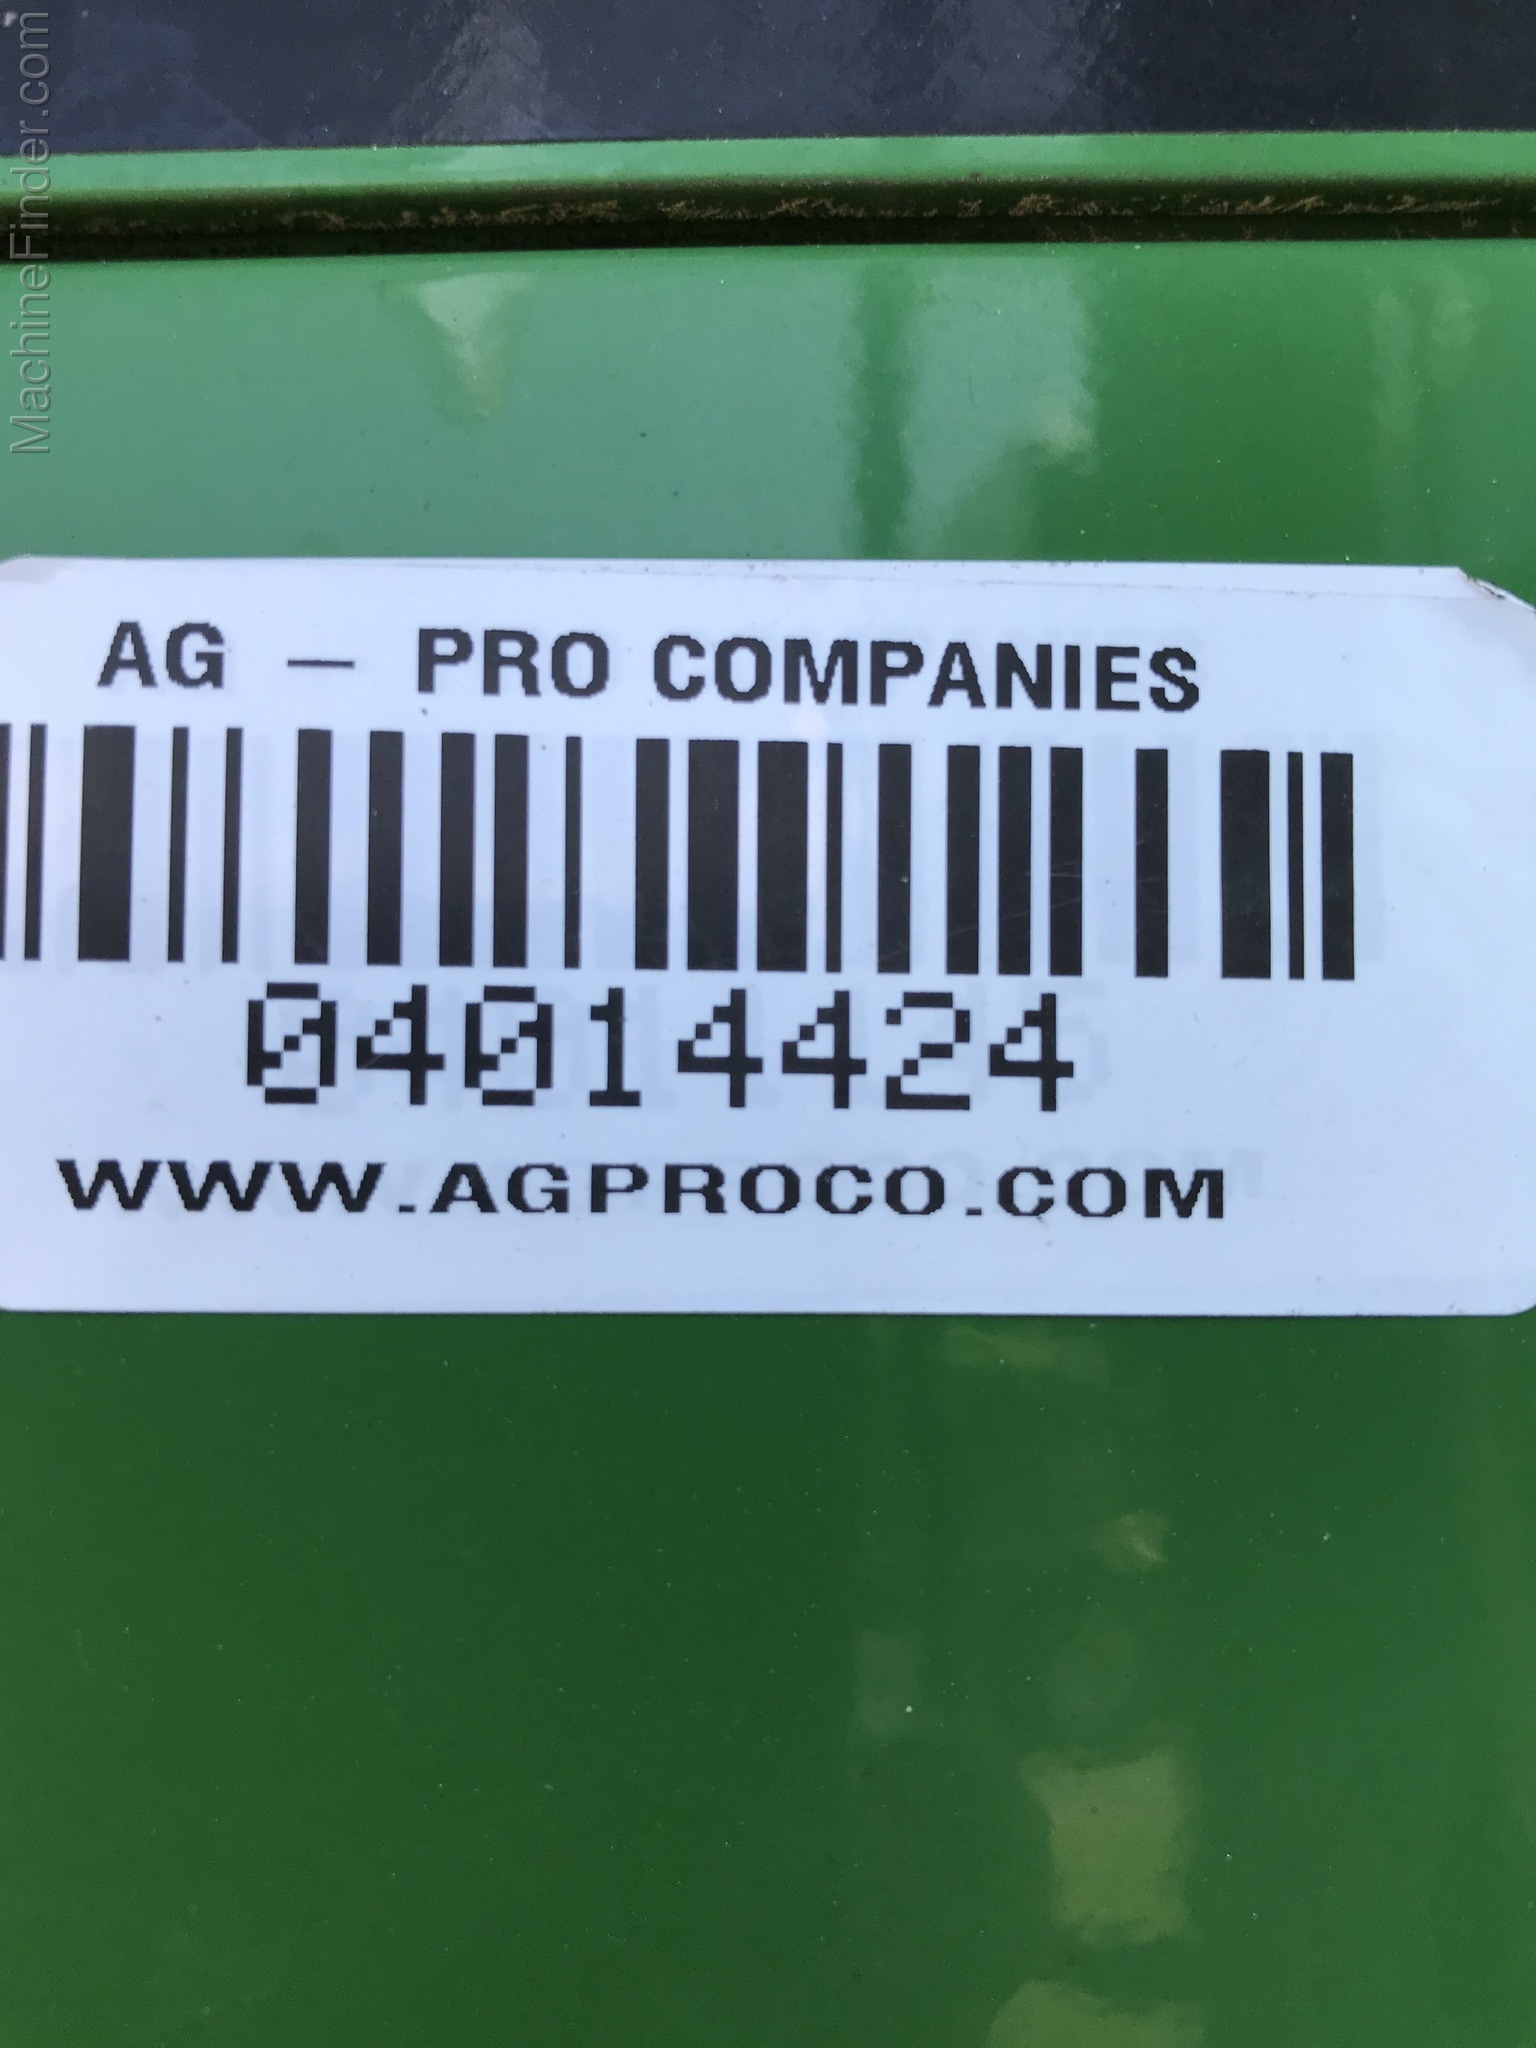 MachineFinder.com
AG – PRO COMPANIES
04014424
WWW.AGPROCO.COM